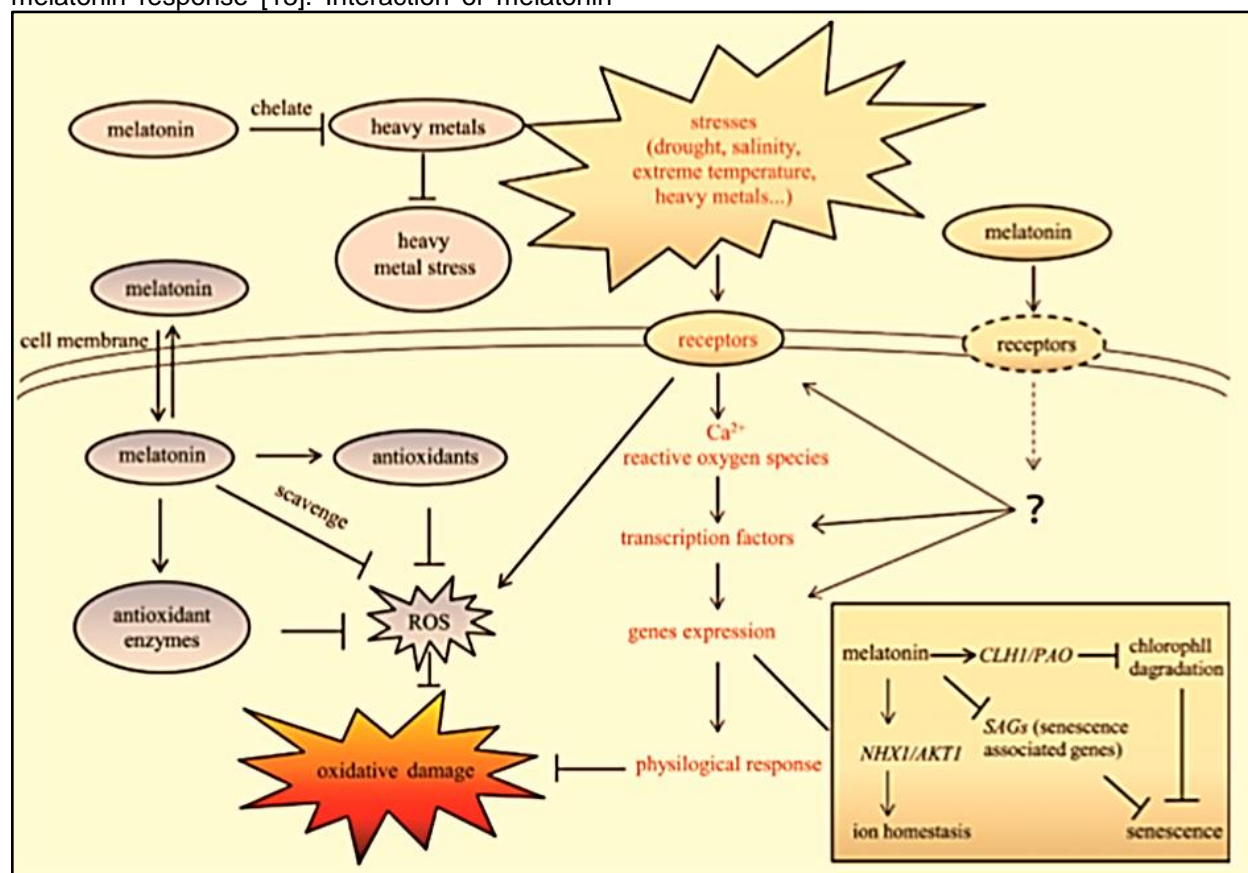 melatonin response [18]. Interaction of melatonin
chelate
melatonin
heavy metals
stresses
(drought, salinity,
extreme temperature,
heavy metals...)
heavy
metal stress
melatonin
melatonin
cell membrane
receptors
receptors
Ca²⁺
reactive oxygen species
melatonin
antioxidants
scavenge
?
transcription factors
antioxidant
enzymes
ROS
genes expression
melatonin
CLH1/PAO
chlorophll
dagradation
SAGs (senescence
associated genes)
NHX1/AKT1
oxidative damage
physilogical response
ion homestasis
senescence